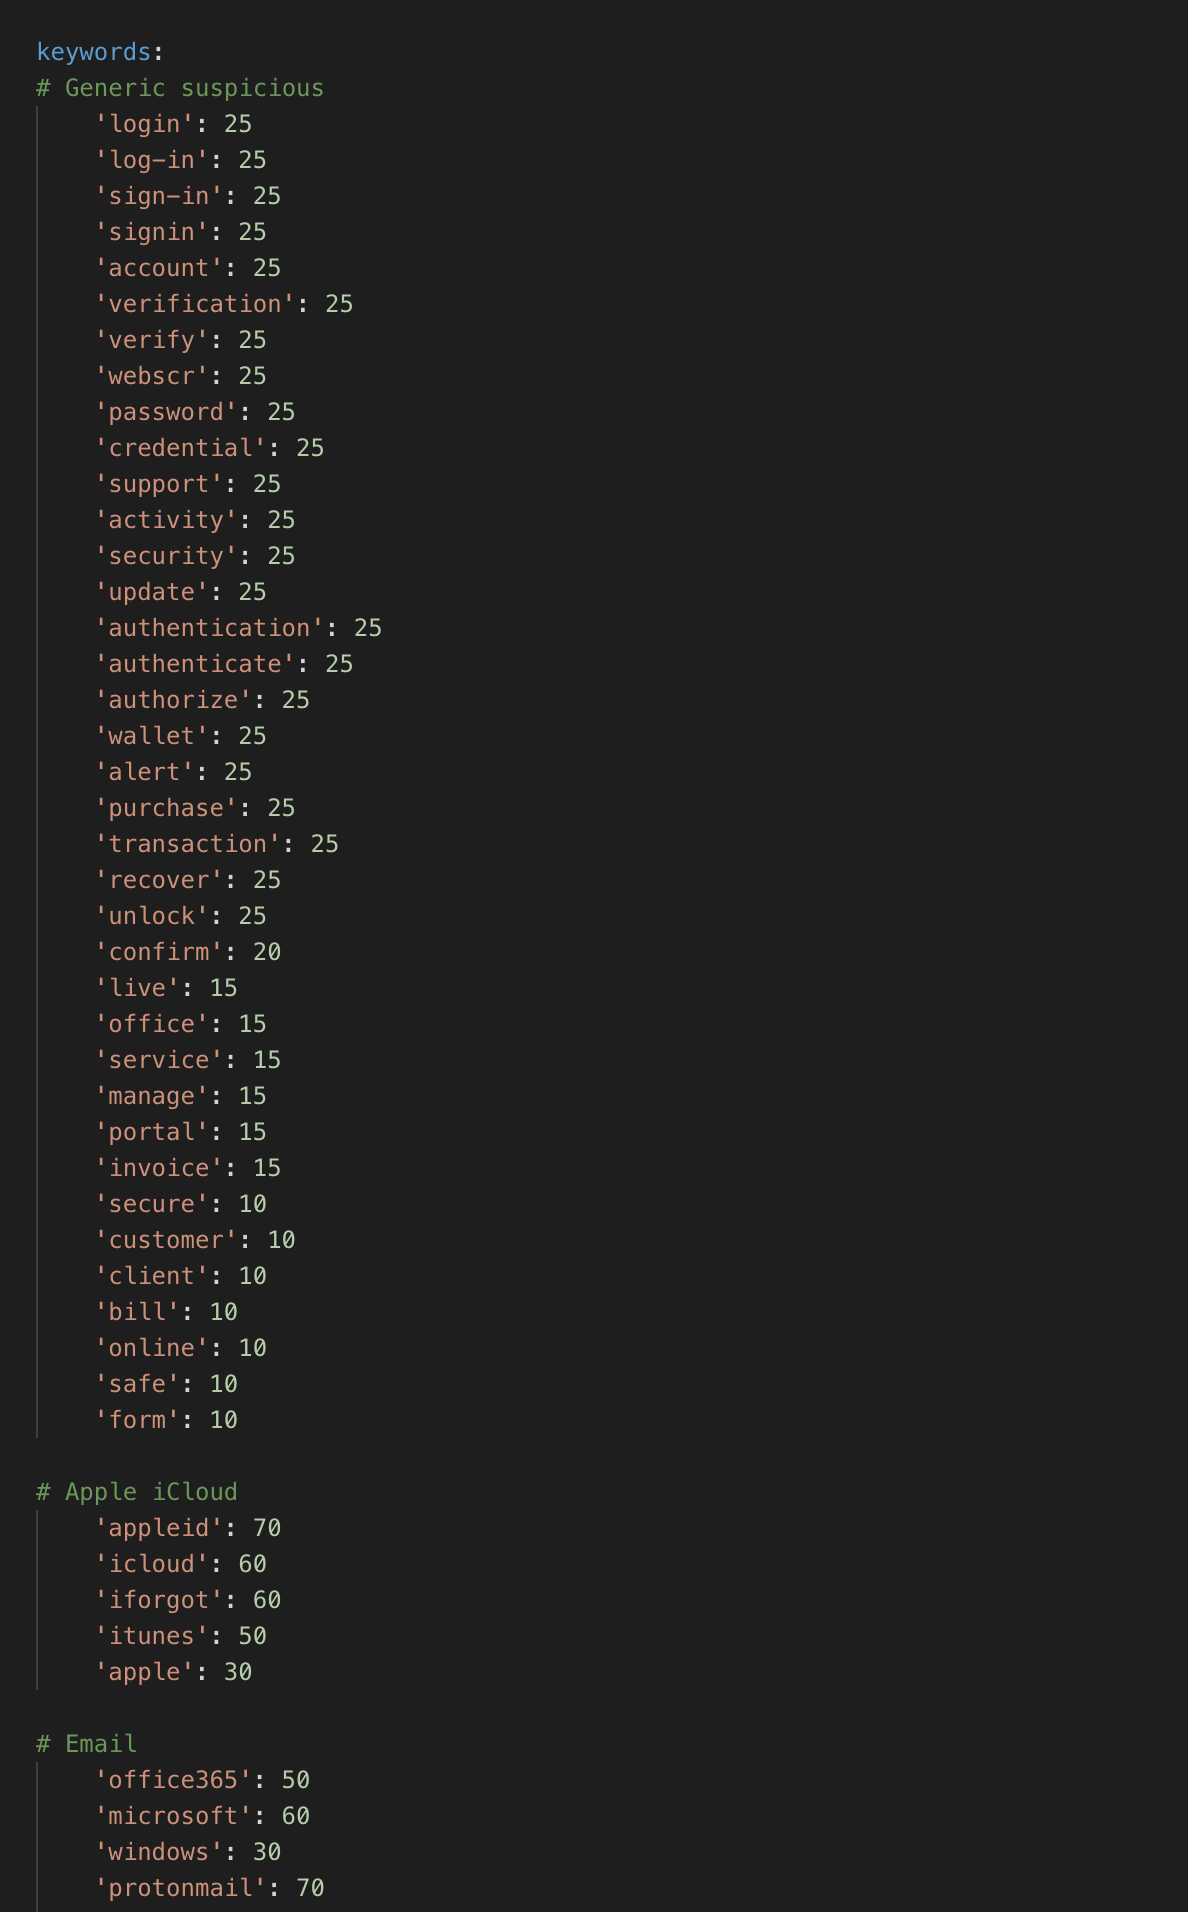 keywords:
# Generic suspicious
'login': 25
'log-in': 25
'sign-in': 25
'signin': 25
'account': 25
'verification': 25
'verify': 25
'webscr': 25
'password': 25
'credential': 25
'support': 25
'activity': 25
'security': 25
'update': 25
'authentication': 25
'authenticate': 25
'authorize': 25
'wallet': 25
'alert': 25
'purchase': 25
'transaction': 25
'recover': 25
'unlock': 25
'confirm': 20
'live': 15
'office': 15
'service': 15
'manage': 15
'portal': 15
'invoice': 15
'secure': 10
'customer': 10
'client': 10
'bill': 10
'online': 10
'safe': 10
'form': 10
# Apple iCloud
'appleid': 70
'icloud': 60
'iforgot': 60
'itunes': 50
'apple': 30
# Email
'office365': 50
'microsoft': 60
'windows': 30
'protonmail': 70